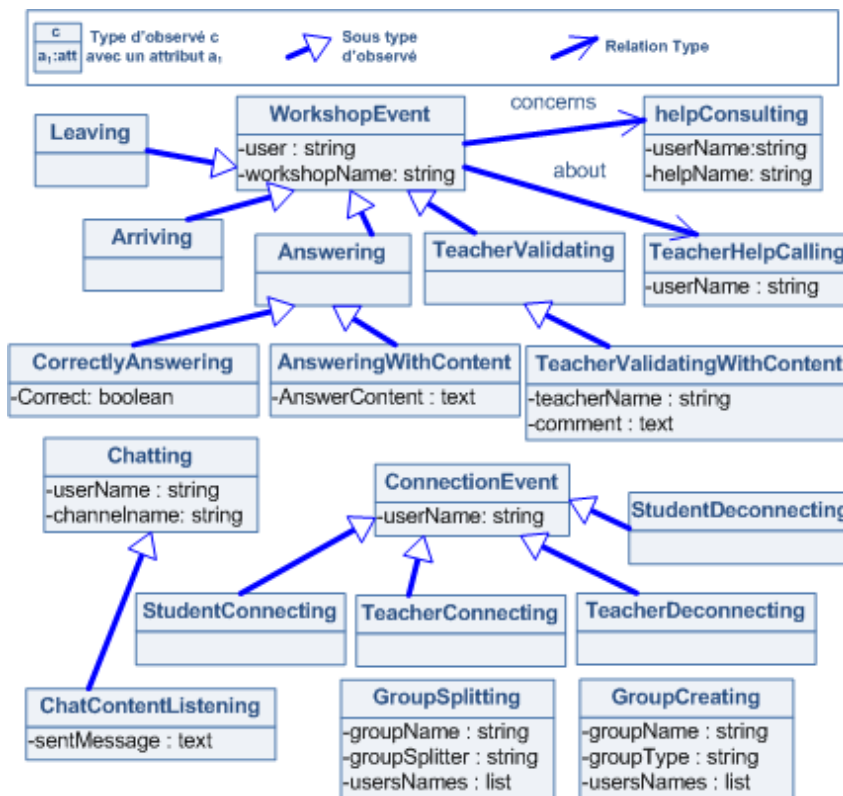 c
a₁:att
Type d'observé c
avec un attribut a₁
Sous type
d'observé
Relation Type
Leaving
WorkshopEvent
-user : string
-workshopName: string
concerns
about
helpConsulting
-userName:string
-helpName: string
Arriving
Answering
TeacherValidating
TeacherHelpCalling
-userName : string
CorrectlyAnswering
-Correct: boolean
AnsweringWithContent
-AnswerContent : text
TeacherValidatingWithContent
-teacherName : string
-comment : text
Chatting
-userName : string
-channelname: string
ConnectionEvent
-userName: string
StudentDeconnecting
StudentConnecting
TeacherConnecting
TeacherDeconnecting
ChatContentListening
-sentMessage : text
GroupSplitting
-groupName : string
-groupSplitter : string
-usersNames : list
GroupCreating
-groupName : string
-groupType : string
-usersNames : list